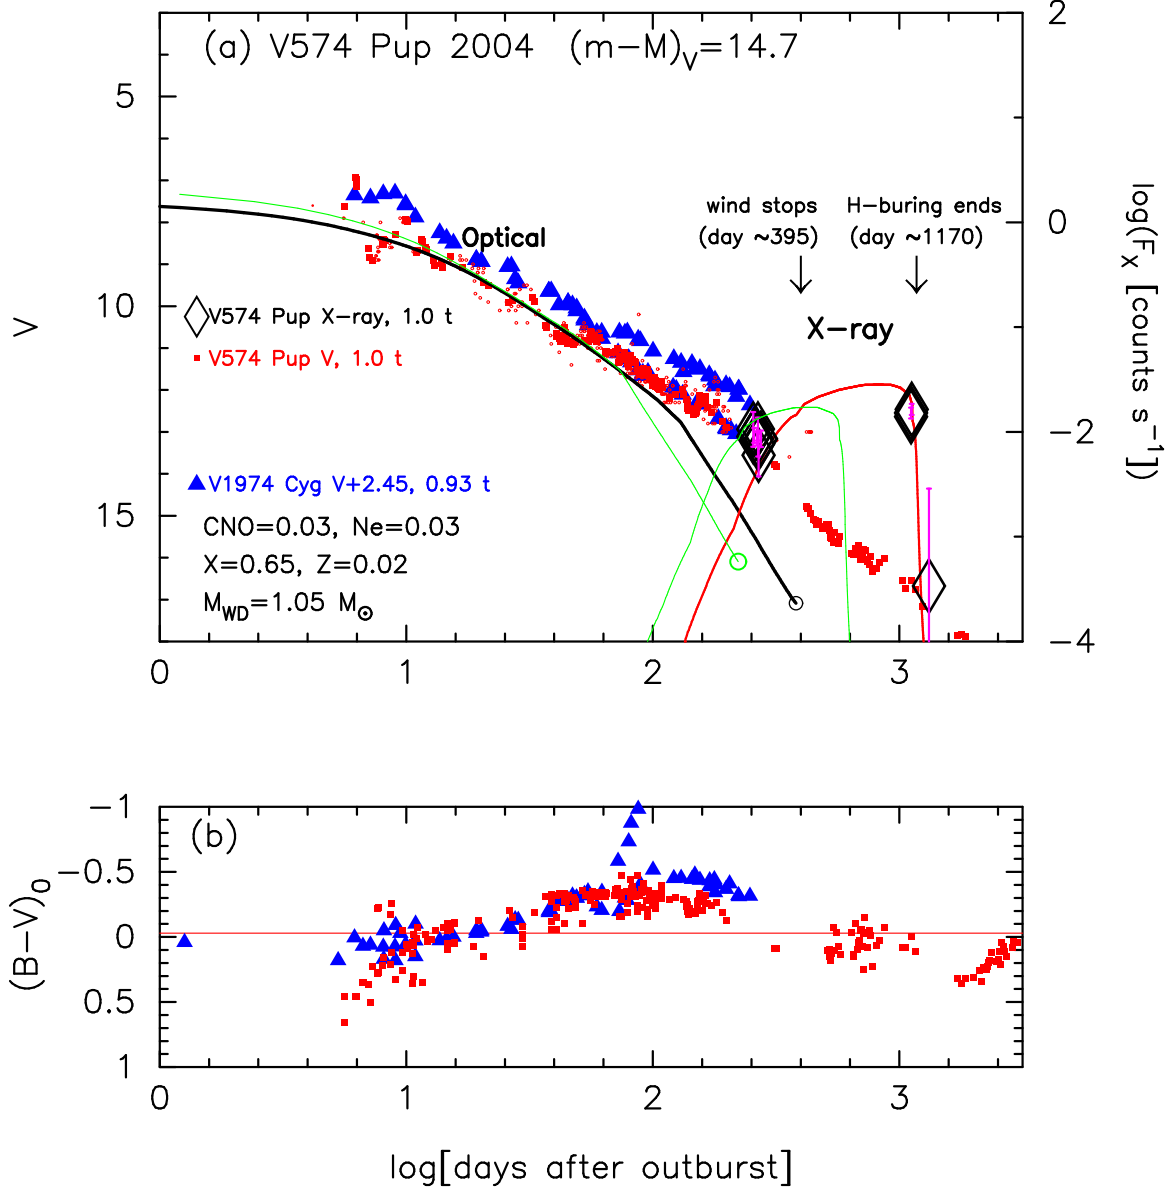 (a) V574 Pup 2004 (m−M)V=14.7
2
5
wind stops
(day ~395)
H−buring ends
(day ~1170)
0
Optical
V
10
log(FX [counts s−1])
V574 Pup X−ray, 1.0 t
X−ray
V574 Pup V, 1.0 t
−2
V1974 Cyg V+2.45, 0.93 t
15
CNO=0.03, Ne=0.03
X=0.65, Z=0.02
MWD=1.05 M⊙
−4
0 1 2 3
−1
(b)
−0.5
(B−V)0
0
0.5
1
0 1 2 3
log[days after outburst]